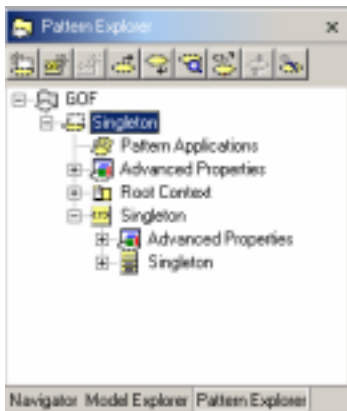 Pattern Explorer
GOF
Singleton
Pattern Applications
Advanced Properties
Root Context
Singleton
Advanced Properties
Singleton
Navigator Model Explorer Pattern Explorer